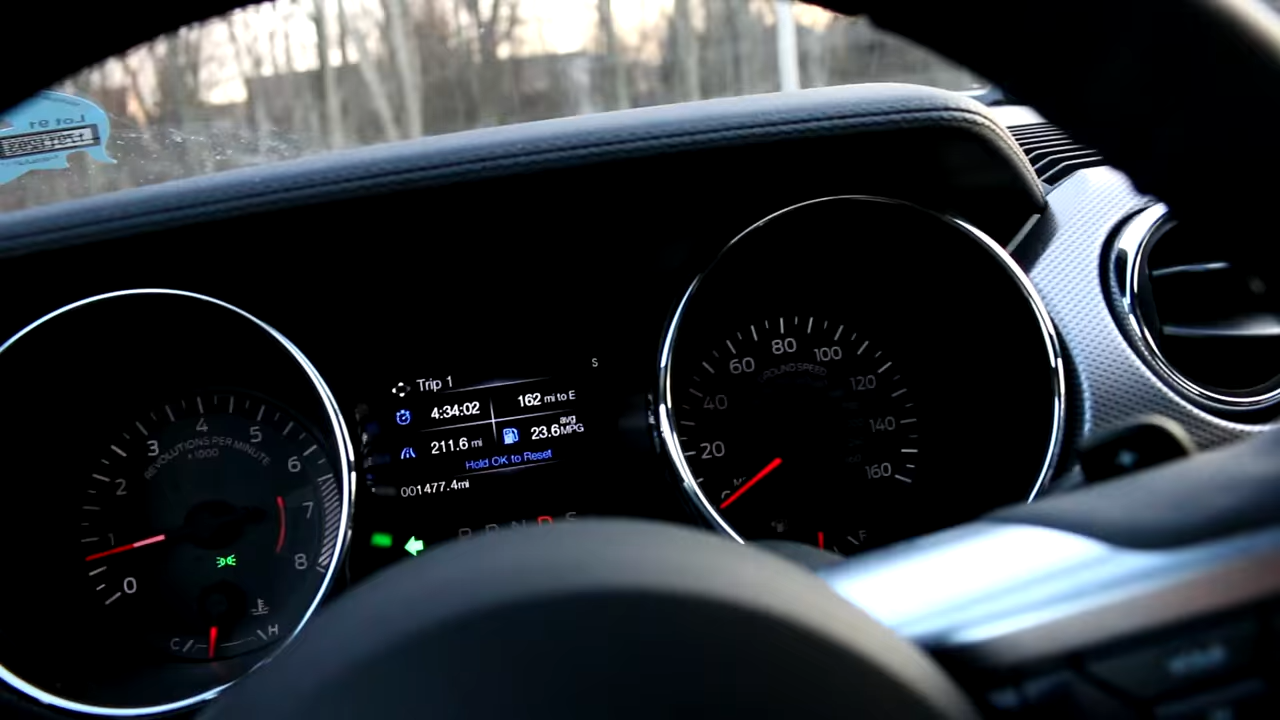 Lot 91
S
Trip 1
4:34:02
162 mi to E
211.6 mi
23.6 avg MPG
Hold OK to Reset
001477.4mi
P R N D S
0
1
2
3
4
5
6
7
8
REVOLUTIONS PER MINUTE
×1000
C
H
20
40
60
80
100
120
140
160
GROUND SPEED
F